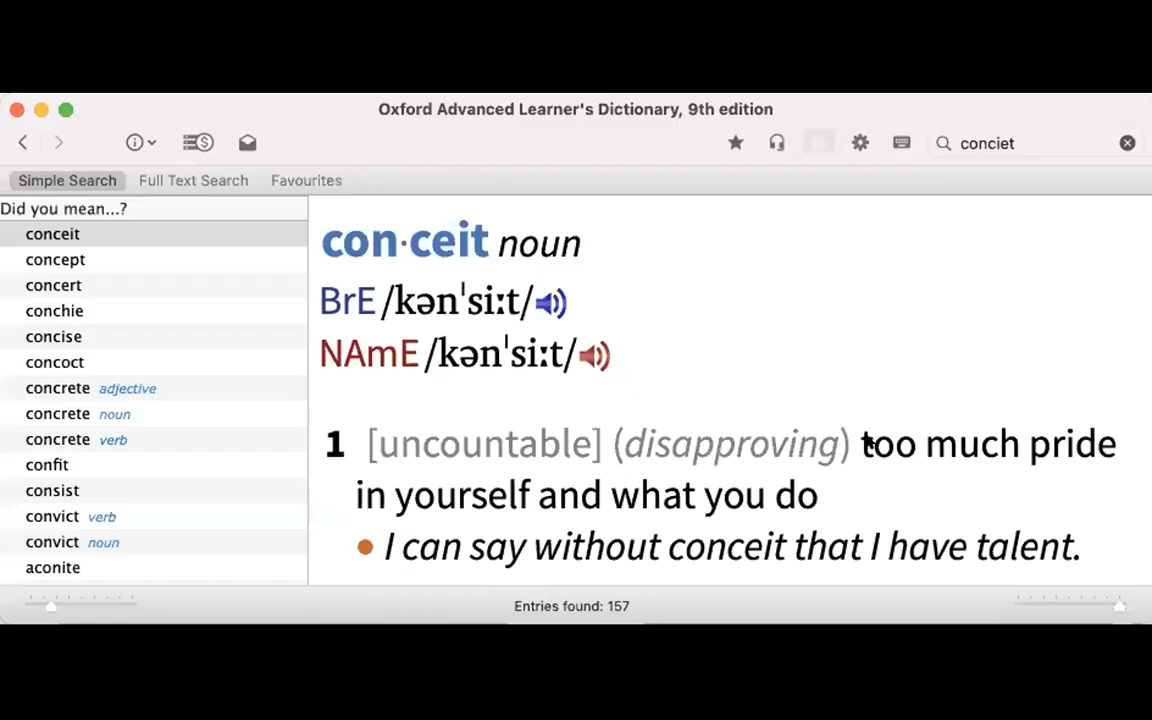 Oxford Advanced Learner's Dictionary, 9th edition
conciet
Simple Search Full Text Search Favourites
Did you mean...?
conceit
concept
concert
conchie
concise
concoct
concrete adjective
concrete noun
concrete verb
confit
consist
convict verb
convict noun
aconite
con·ceit noun
BrE /kənˈsiːt/
NAmE /kənˈsiːt/
1 [uncountable] (disapproving) too much pride
in yourself and what you do
I can say without conceit that I have talent.
Entries found: 157